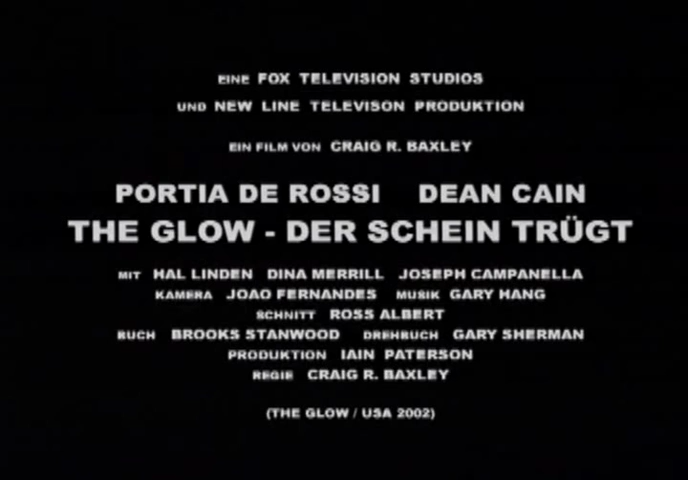 EINE FOX TELEVISION STUDIOS
UND NEW LINE TELEVISON PRODUKTION
EIN FILM VON CRAIG R. BAXLEY
PORTIA DE ROSSI DEAN CAIN
THE GLOW - DER SCHEIN TRÜGT
MIT HAL LINDEN DINA MERRILL JOSEPH CAMPANELLA
KAMERA JOAO FERNANDES MUSIK GARY HANG
SCHNITT ROSS ALBERT
BUCH BROOKS STANWOOD DREHBUCH GARY SHERMAN
PRODUKTION IAIN PATERSON
REGIE CRAIG R. BAXLEY
(THE GLOW / USA 2002)